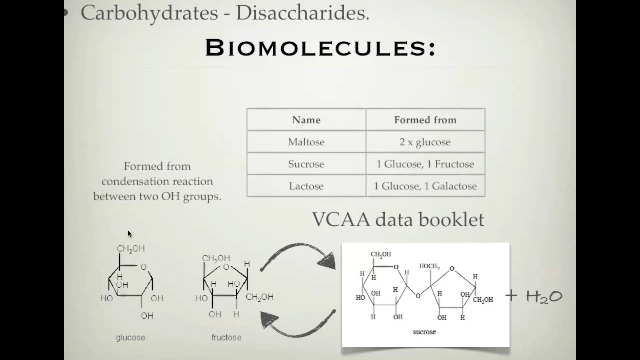 • Carbohydrates - Disaccharides.
BIOMOLECULES:
Name Formed from
Maltose 2 x glucose
Sucrose 1 Glucose, 1 Fructose
Lactose 1 Glucose, 1 Galactose
Formed from
condensation reaction
between two OH groups.
VCAA data booklet
CH₂OH
O
H
OH
HO
OH
OH
glucose
CH₂OH
O
H
H
HO
HO
CH₂OH
OH
H
fructose
CH₂OH
O
H
H
OH
H
HO
H
OH
O
HOCH₂
O
H
H
OH
CH₂OH
OH
H
sucrose
+ H₂O